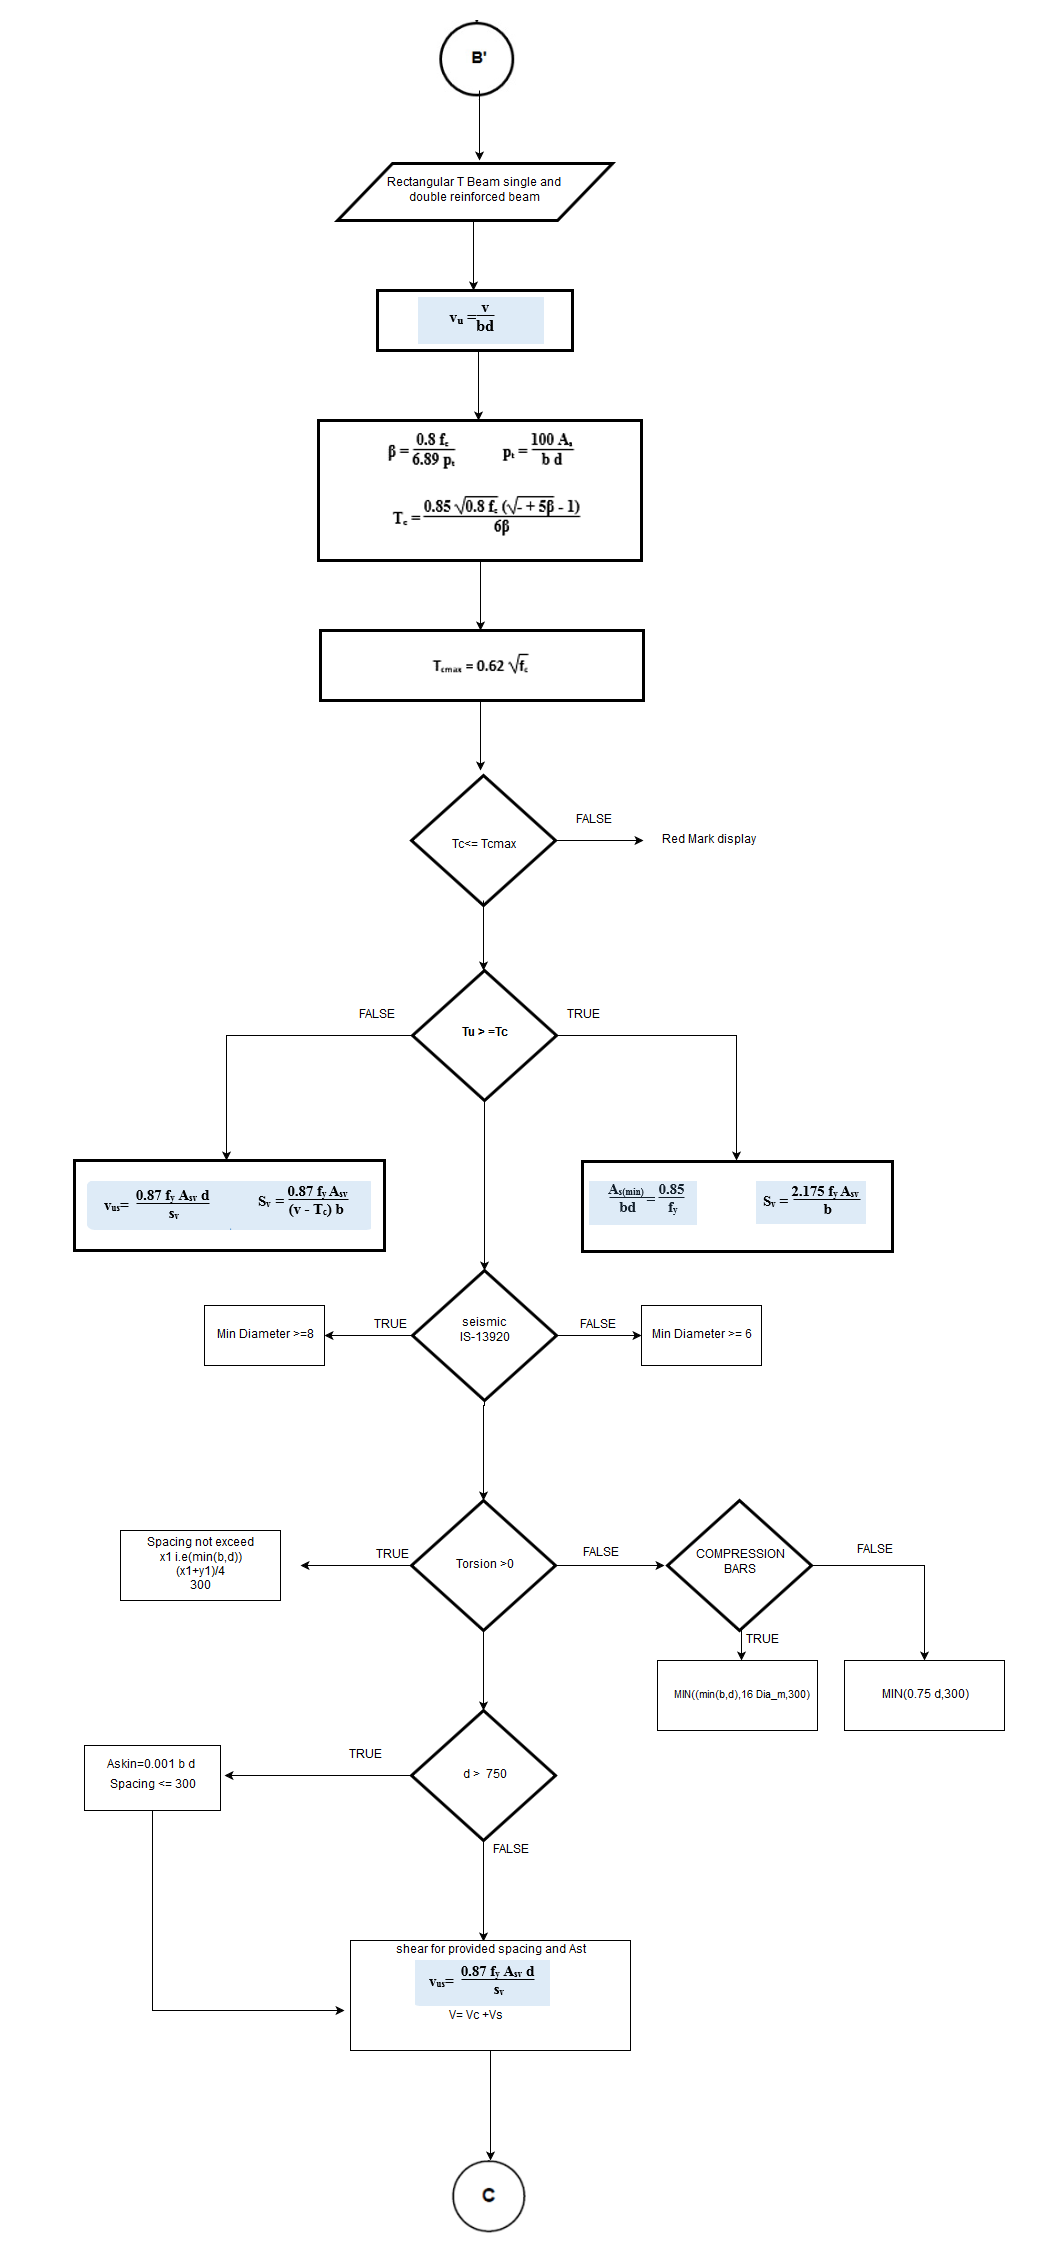 B'
Rectangular T Beam single and
double reinforced beam
vᵤ = v/bd
β = 0.8 f꜀ / 6.89 pₜ
pₜ = 100 Aₛ / b d
T꜀ = 0.85 √0.8 f꜀ (√- + 5β - 1) / 6β
Tcmax = 0.62 √f꜀
Tc<= Tcmax
FALSE
Red Mark display
FALSE
Tu > =Tc
TRUE
vus= 0.87 fy Asv d / sv
Sv = 0.87 fy Asv / (v - Tc) b
As(min)/bd = 0.85/fy
Sv = 2.175 fy Asv / b
Min Diameter >=8
TRUE
seismic
IS-13920
FALSE
Min Diameter >= 6
Spacing not exceed
x1 i.e(min(b,d))
(x1+y1)/4
300
TRUE
Torsion >0
FALSE
COMPRESSION
BARS
FALSE
TRUE
MIN((min(b,d),16 Dia_m,300)
MIN(0.75 d,300)
Askin=0.001 b d
Spacing <= 300
TRUE
d > 750
FALSE
shear for provided spacing and Ast
vus= 0.87 fy Asv d / sv
V= Vc +Vs
C